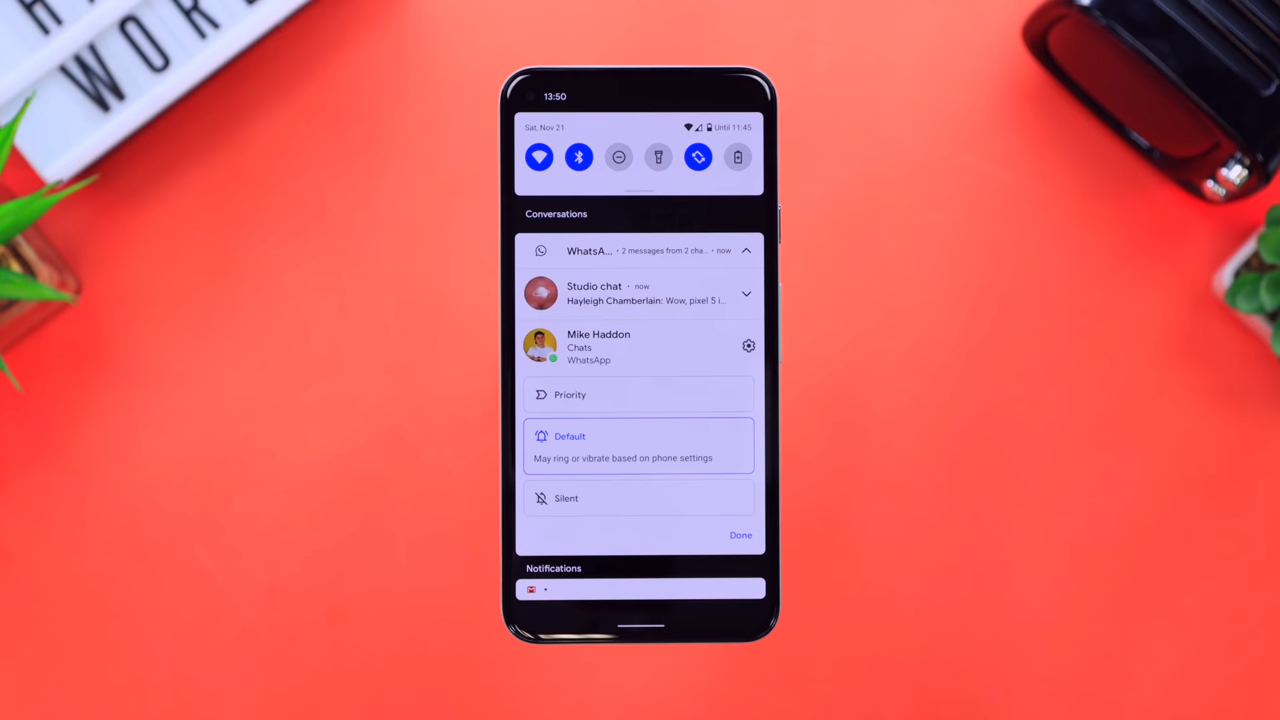 WORL
13:50
Sat, Nov 21
Until 11:45
Conversations
WhatsA... • 2 messages from 2 cha... • now
Studio chat • now
Hayleigh Chamberlain: Wow, pixel 5 i...
Mike Haddon
Chats
WhatsApp
Priority
Default
May ring or vibrate based on phone settings
Silent
Done
Notifications